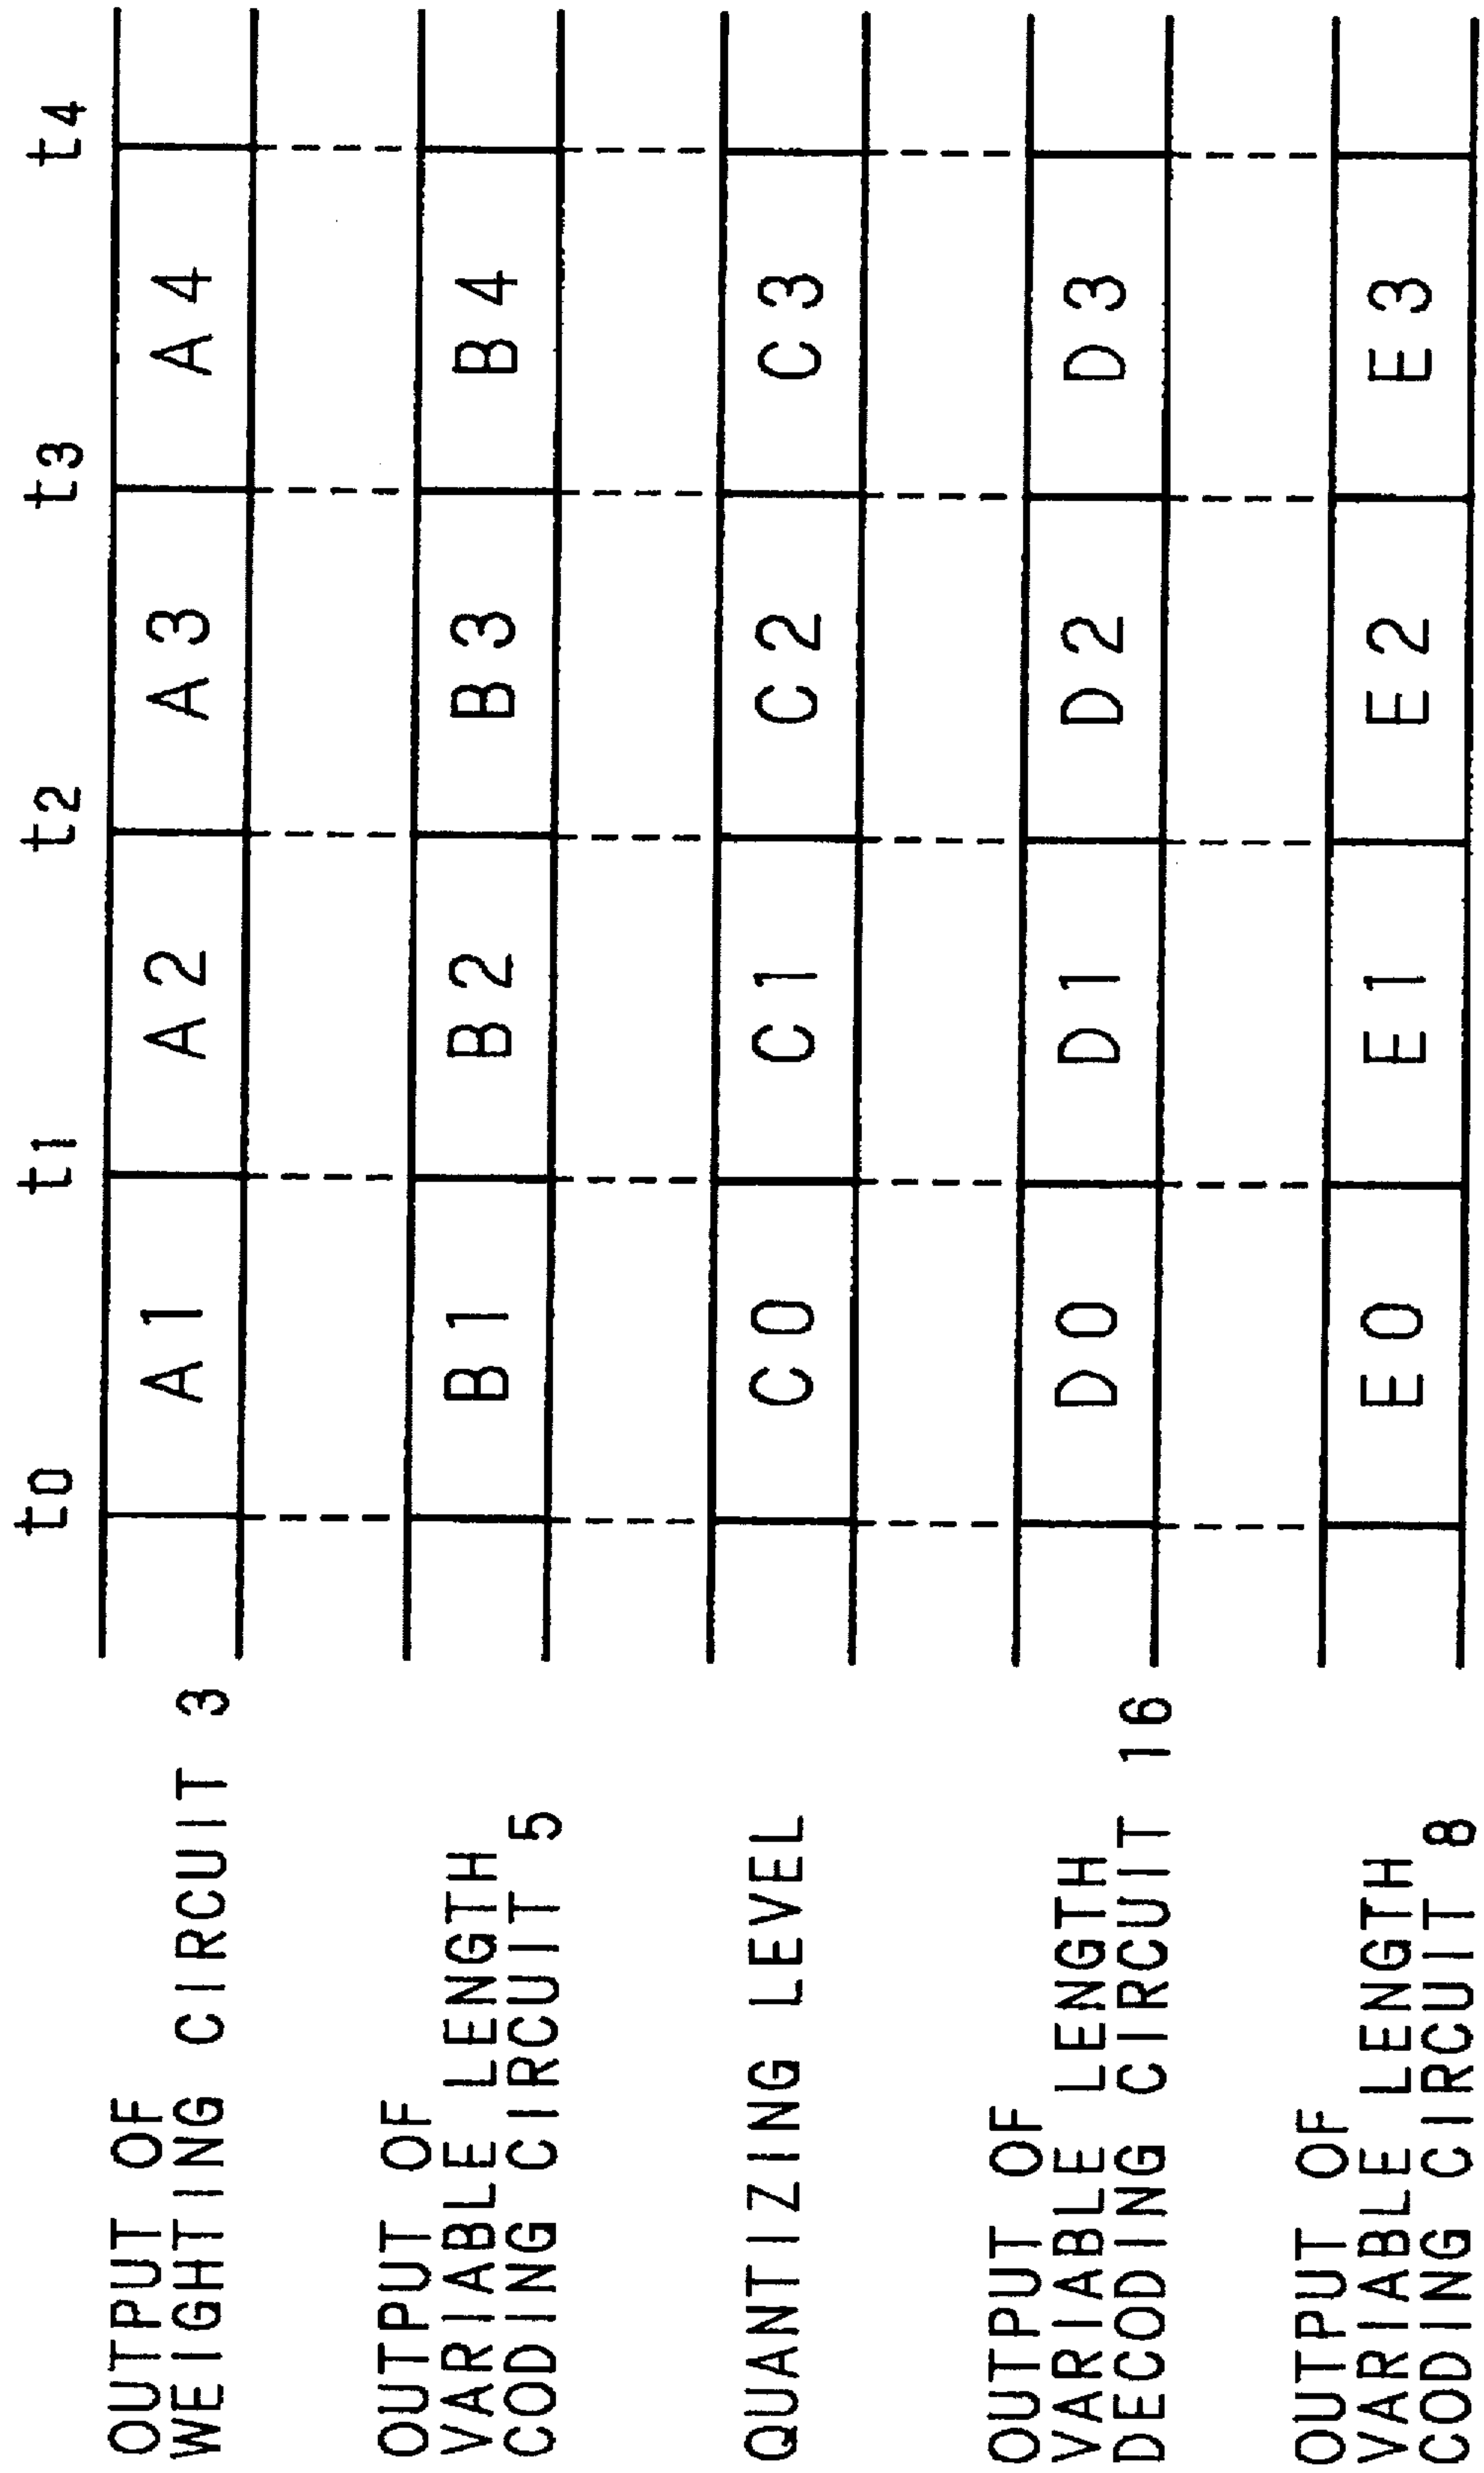 t0 t1 t2 t3 t4
OUTPUT OF
WEIGHTING CIRCUIT 3
A1 A2 A3 A4
OUTPUT OF
VARIABLE LENGTH
CODING CIRCUIT 5
B1 B2 B3 B4
QUANTIZING LEVEL
C0 C1 C2 C3
OUTPUT OF
VARIABLE LENGTH
DECODING CIRCUIT 16
D0 D1 D2 D3
OUTPUT OF
VARIABLE LENGTH
CODING CIRCUIT 8
E0 E1 E2 E3